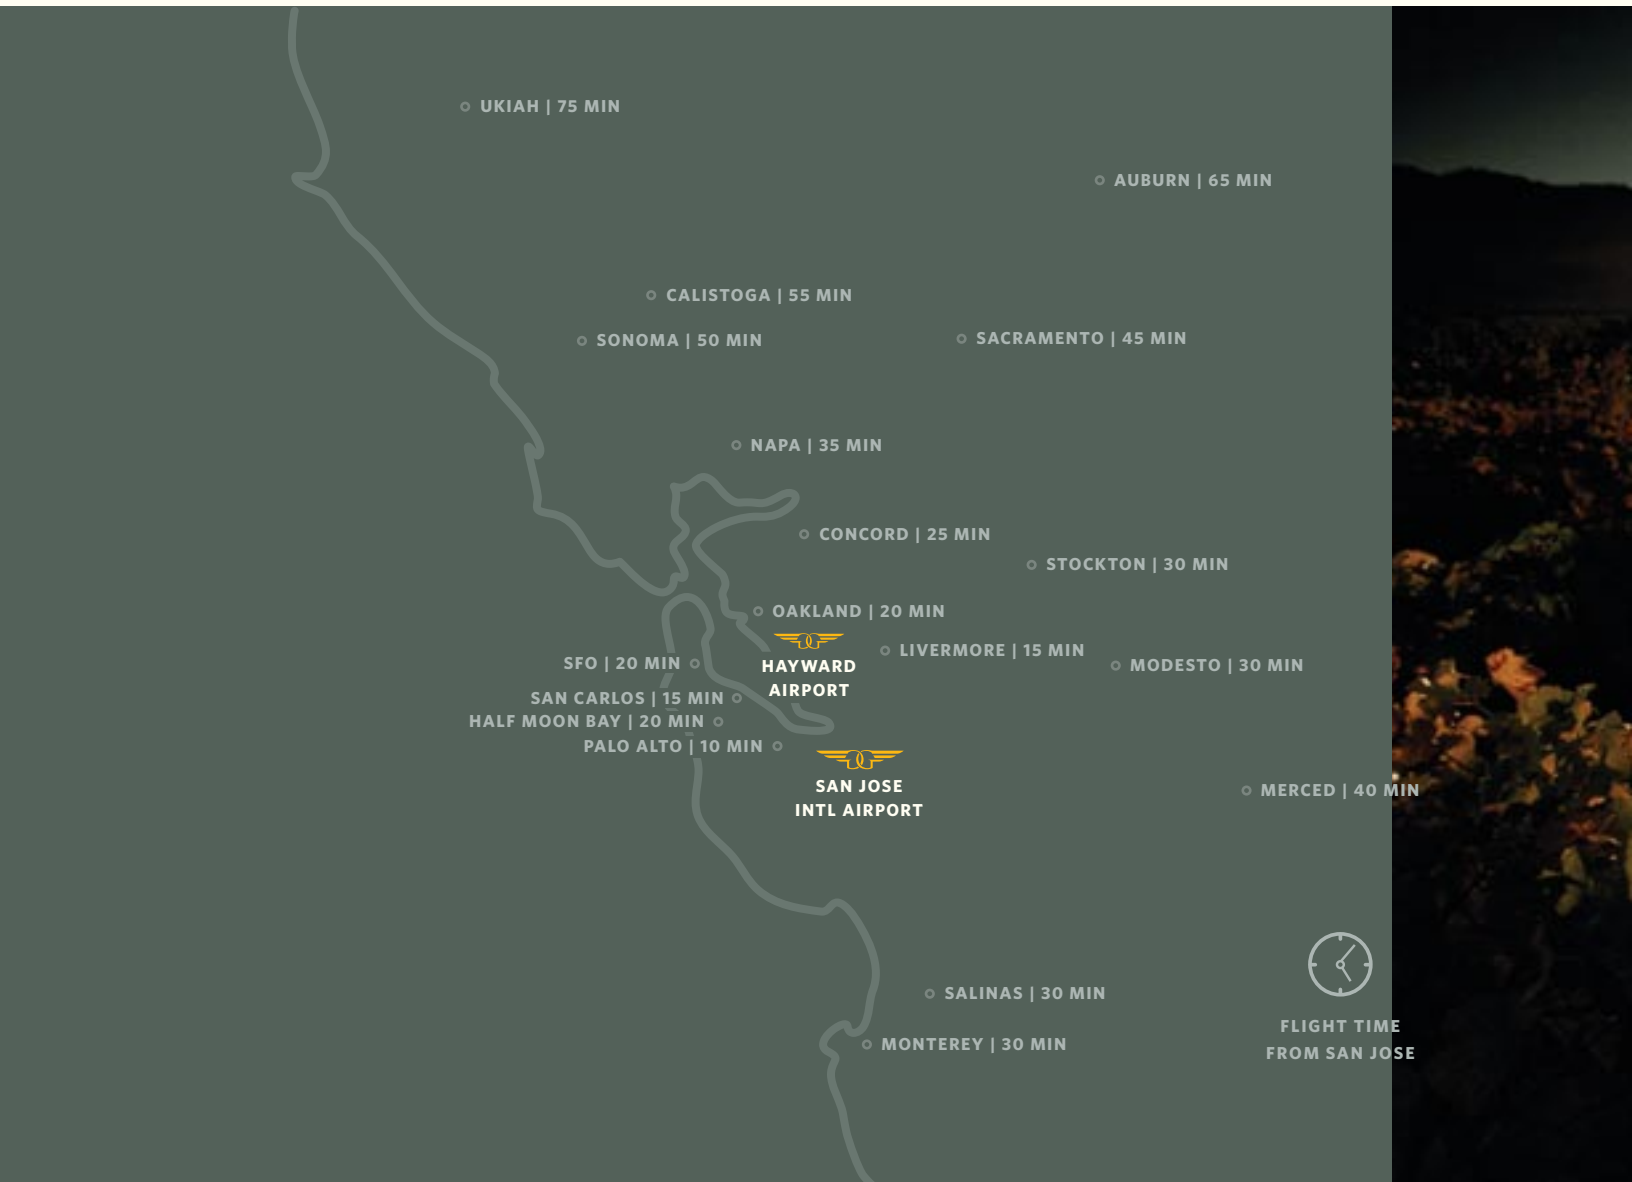 UKIAH | 75 MIN
AUBURN | 65 MIN
CALISTOGA | 55 MIN
SONOMA | 50 MIN
SACRAMENTO | 45 MIN
NAPA | 35 MIN
CONCORD | 25 MIN
STOCKTON | 30 MIN
OAKLAND | 20 MIN
LIVERMORE | 15 MIN
SFO | 20 MIN
HAYWARD
AIRPORT
MODESTO | 30 MIN
SAN CARLOS | 15 MIN
HALF MOON BAY | 20 MIN
PALO ALTO | 10 MIN
SAN JOSE
INTL AIRPORT
MERCED | 40 MIN
SALINAS | 30 MIN
MONTEREY | 30 MIN
FLIGHT TIME
FROM SAN JOSE